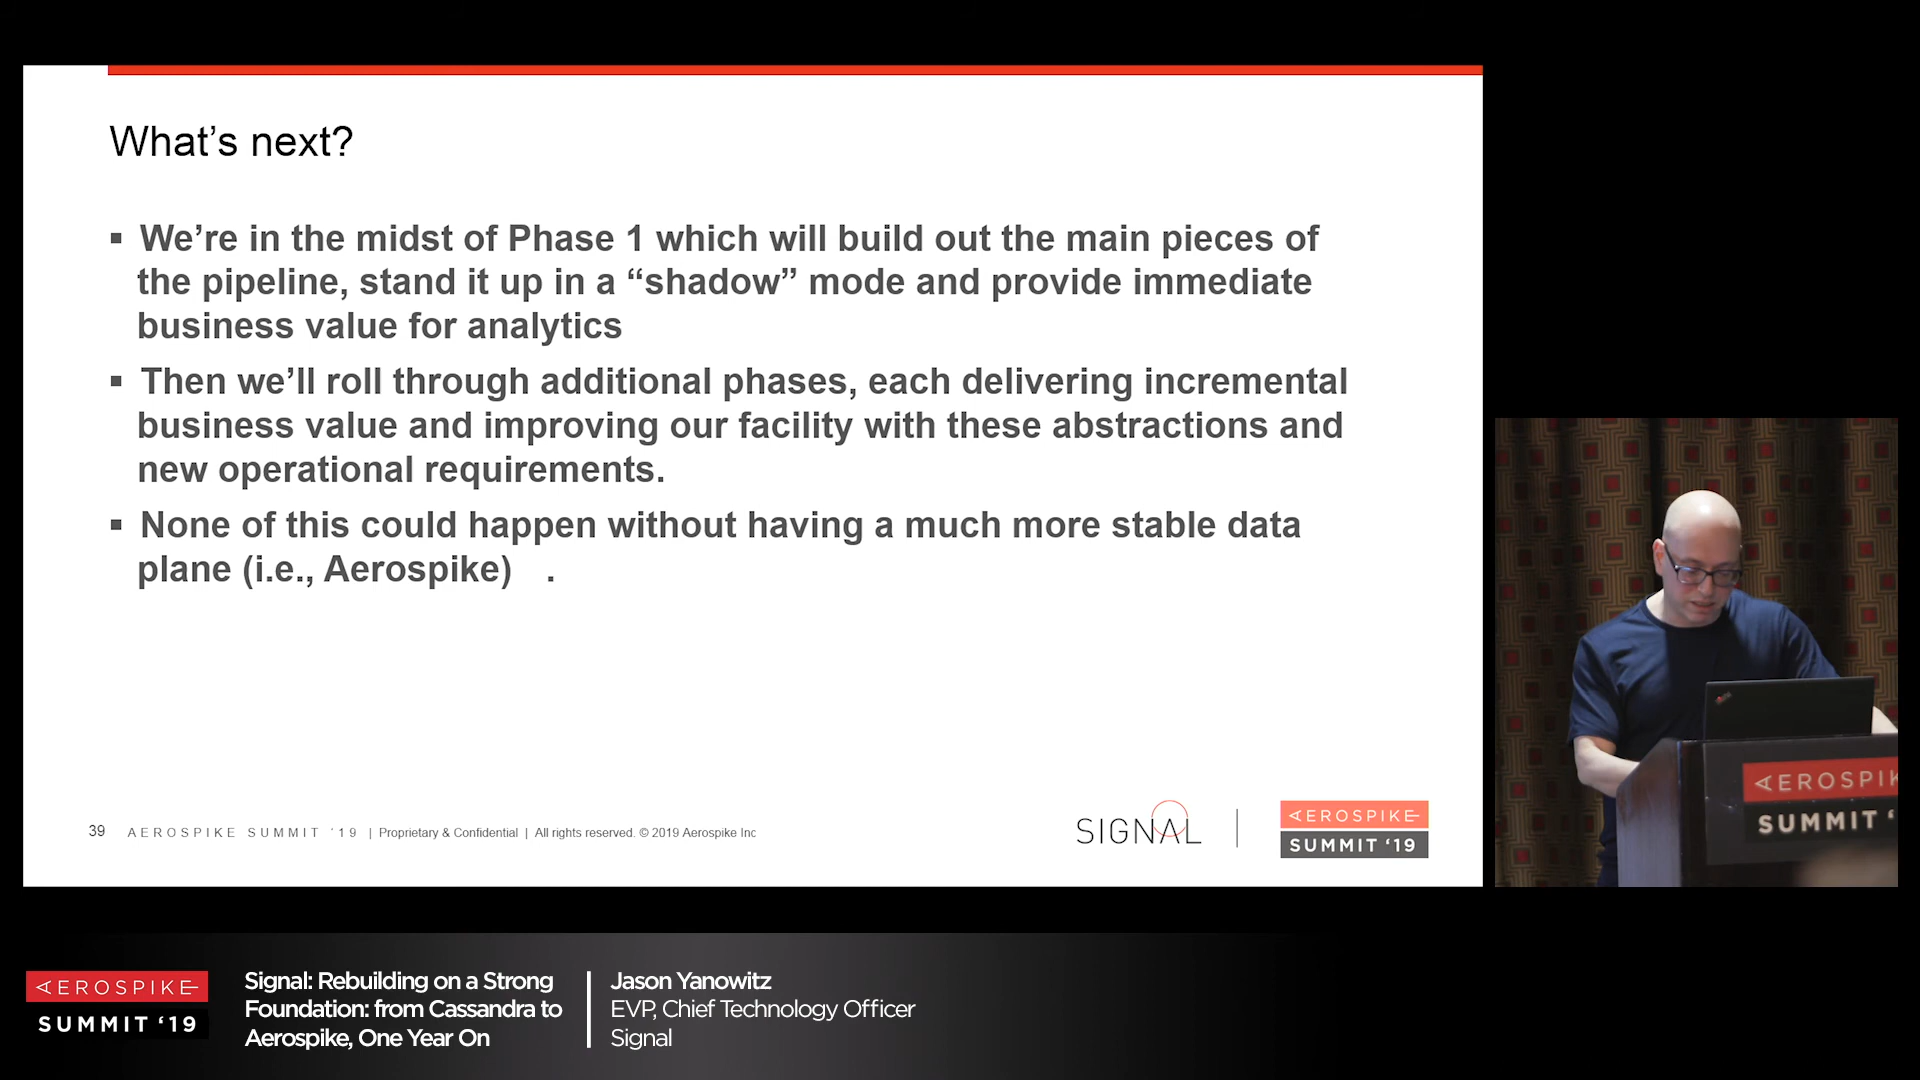 What’s next?
▪ We’re in the midst of Phase 1 which will build out the main pieces of
the pipeline, stand it up in a “shadow” mode and provide immediate
business value for analytics
▪ Then we’ll roll through additional phases, each delivering incremental
business value and improving our facility with these abstractions and
new operational requirements.
▪ None of this could happen without having a much more stable data
plane (i.e., Aerospike) .
39 AEROSPIKE SUMMIT ‘19 | Proprietary & Confidential | All rights reserved. © 2019 Aerospike Inc
SIGNAL
AEROSPIKE
SUMMIT ‘19
AEROSPIK
SUMMIT ‘
AEROSPIKE
SUMMIT ‘19
Signal: Rebuilding on a Strong
Foundation: from Cassandra to
Aerospike, One Year On
Jason Yanowitz
EVP, Chief Technology Officer
Signal